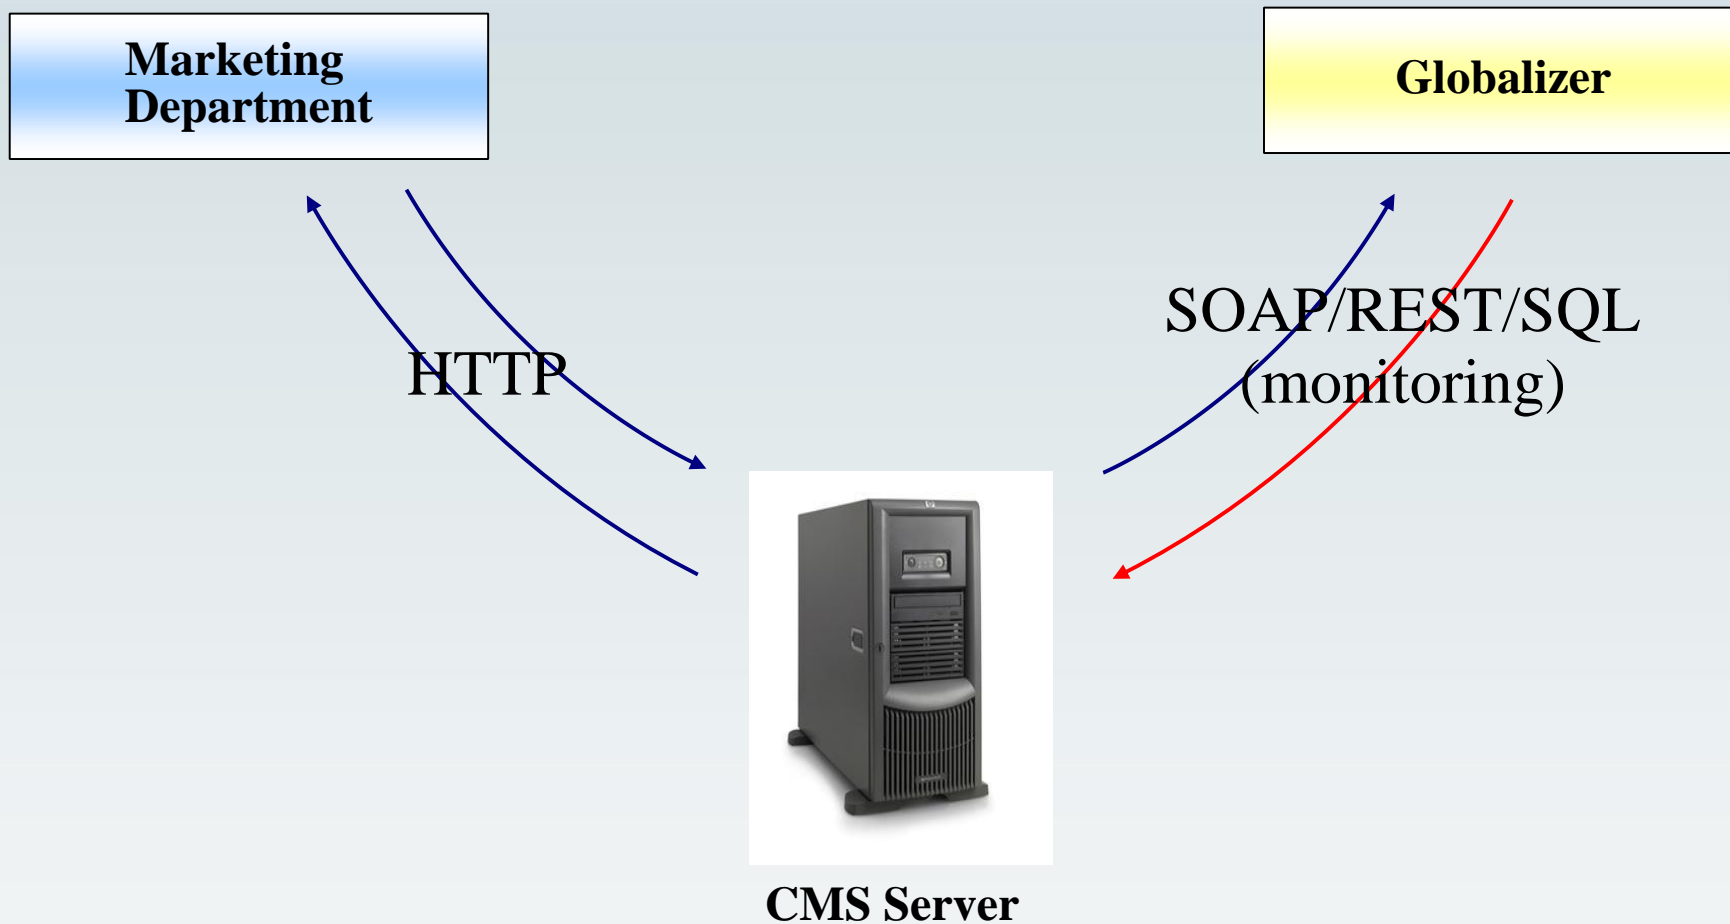 Marketing
Department
Globalizer
HTTP
SOAP/REST/SQL
(monitoring)
CMS Server